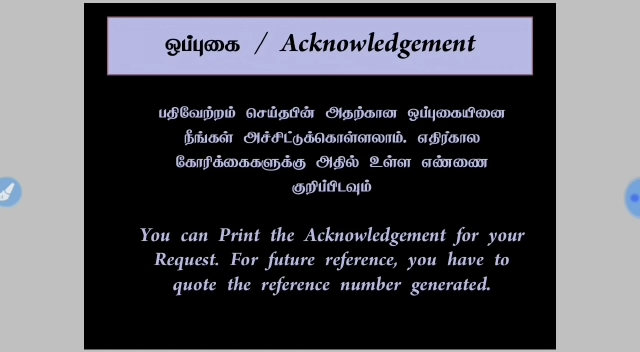 ஒப்புகை / Acknowledgement
பதிவேற்றம் செய்தபின் அதற்கான ஒப்புகையினை
நீங்கள் அச்சிட்டுக்கொள்ளலாம். எதிர்கால
கோரிக்கைகளுக்கு அதில் உள்ள எண்ணை
குறிப்பிடவும்
You can Print the Acknowledgement for your
Request. For future reference, you have to
quote the reference number generated.